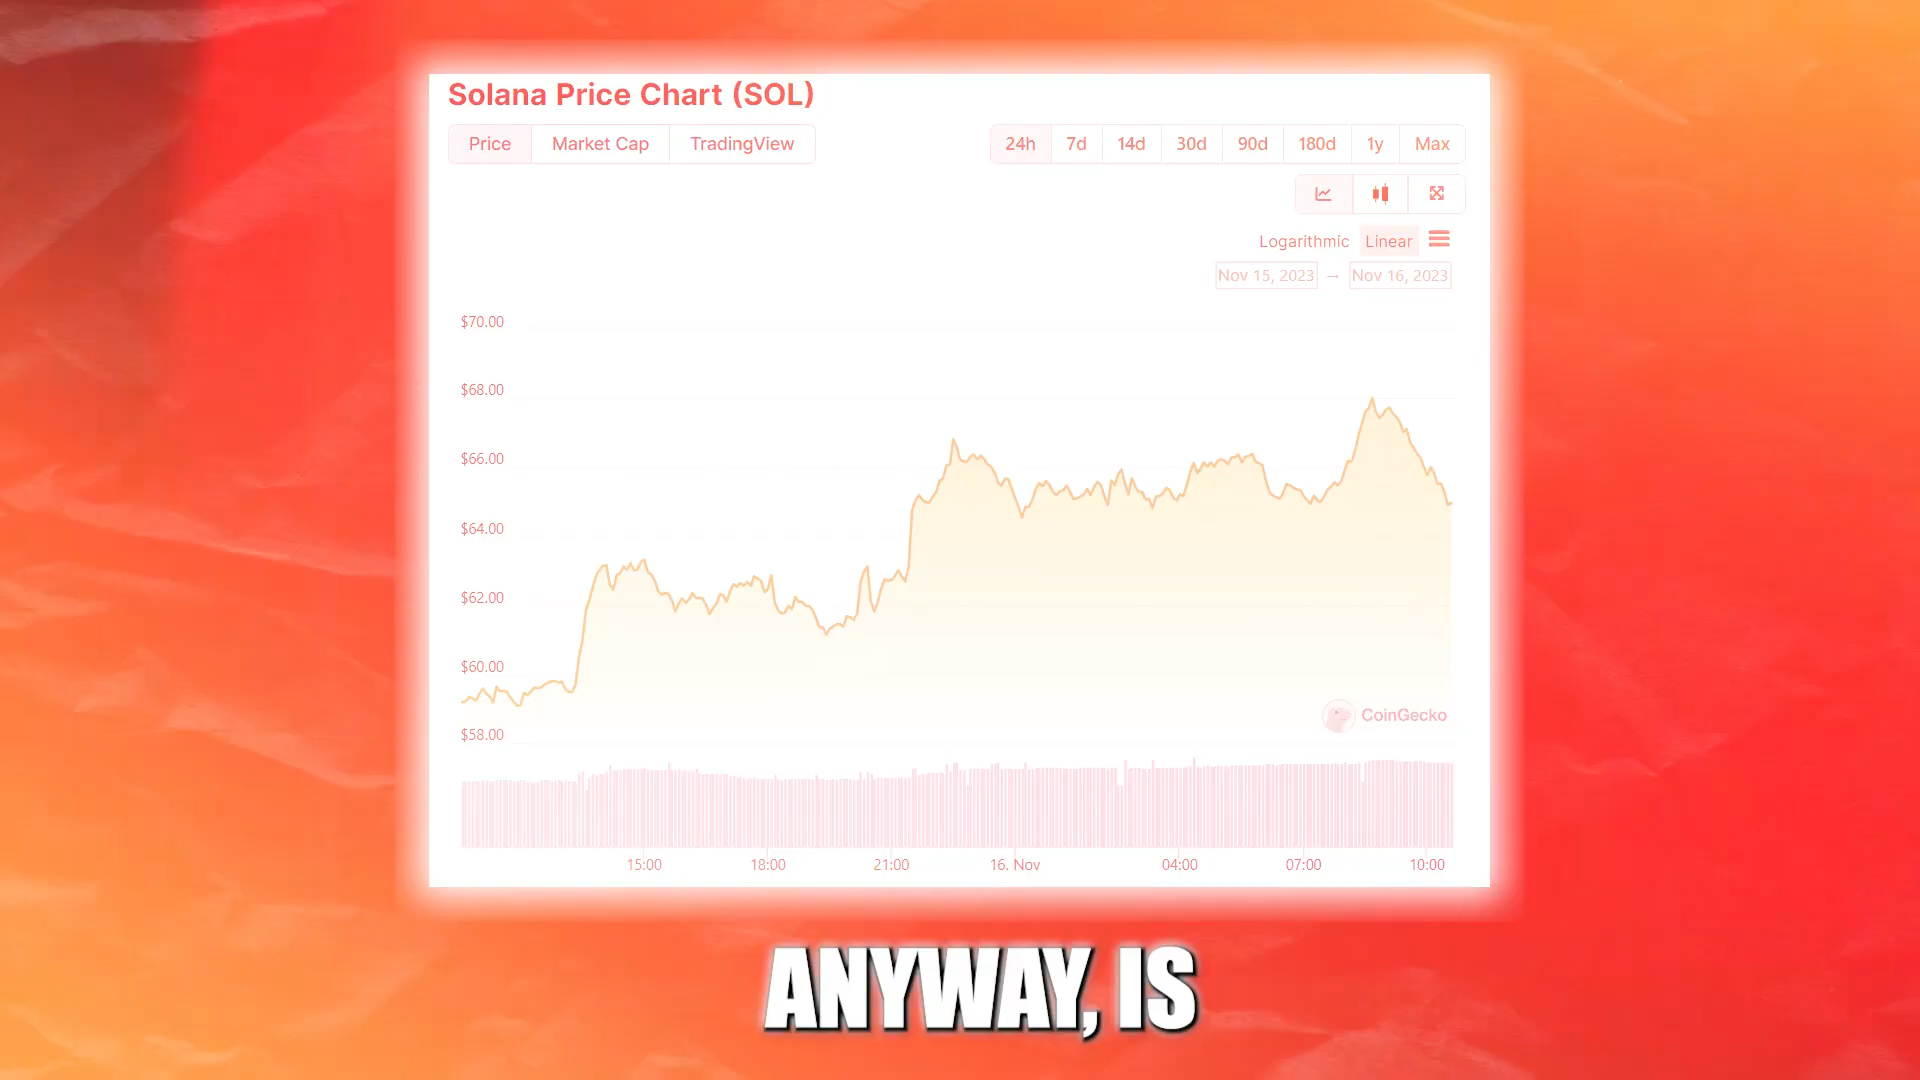 Solana Price Chart (SOL)
Price Market Cap TradingView
24h 7d 14d 30d 90d 180d 1y Max
Logarithmic Linear
Nov 15, 2023 → Nov 16, 2023
$70.00
$68.00
$66.00
$64.00
$62.00
$60.00
$58.00
CoinGecko
15:00 18:00 21:00 16. Nov 04:00 07:00 10:00
ANYWAY, IS